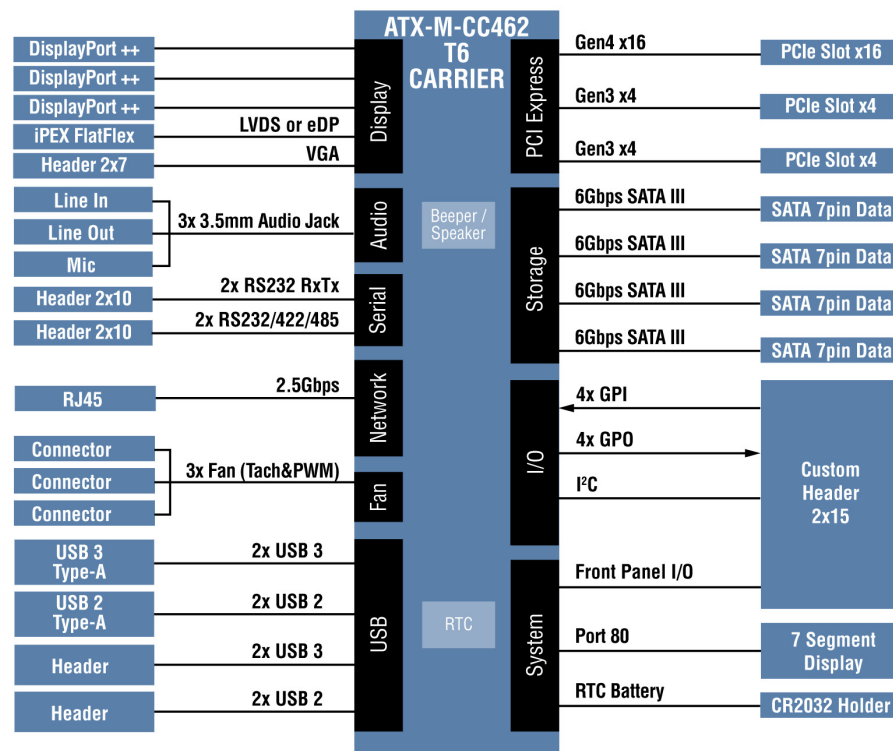 ATX-M-CC462
T6
CARRIER
DisplayPort ++
DisplayPort ++
DisplayPort ++
iPEX FlatFlex
LVDS or eDP
Header 2x7
VGA
Display
Line In
Line Out
Mic
3x 3.5mm Audio Jack
Audio
Header 2x10
2x RS232 RxTx
Header 2x10
2x RS232/422/485
Serial
RJ45
2.5Gbps
Network
Connector
Connector
Connector
3x Fan (Tach&PWM)
Fan
USB 3
Type-A
2x USB 3
USB 2
Type-A
2x USB 2
Header
2x USB 3
Header
2x USB 2
USB
Beeper /
Speaker
RTC
PCI Express
Gen4 x16
PCIe Slot x16
Gen3 x4
PCIe Slot x4
Gen3 x4
PCIe Slot x4
Storage
6Gbps SATA III
SATA 7pin Data
6Gbps SATA III
SATA 7pin Data
6Gbps SATA III
SATA 7pin Data
6Gbps SATA III
SATA 7pin Data
I/O
4x GPI
4x GPO
I²C
Custom
Header
2x15
System
Front Panel I/O
Port 80
7 Segment
Display
RTC Battery
CR2032 Holder